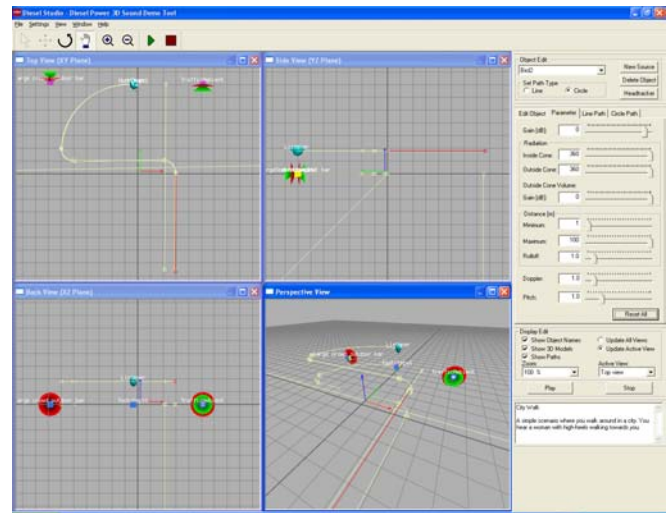 Diesel Studio - Diesel Power 3D Sound Demo Tool
File Settings View Window Help
Top View (XY Plane)
Side View (YZ Plane)
Listener
Back View (XZ Plane)
Perspective View
Listener
Object Edit
Bird2
New Source
Delete Object
Headtracker
Set Path Type
Line
Circle
Edit Object
Parameter
Line Path
Circle Path
Gain (dB):
0
Radiation
Inside Cone:
360
Outside Cone:
360
Outside Cone Volume:
Gain (dB):
0
Distance [m]
Minimum:
1
Maximum:
100
Rolloff:
1.0
Doppler:
1.0
Pitch:
1.0
Reset All
Display Edit
Show Object Names
Update All Views
Show 3D Models
Update Active View
Show Paths
Zoom:
Active View:
100 %
Top view
Play
Stop
City Walk
A simple scenario where you walk around in a city. You
hear a woman with high-heels walking towards you